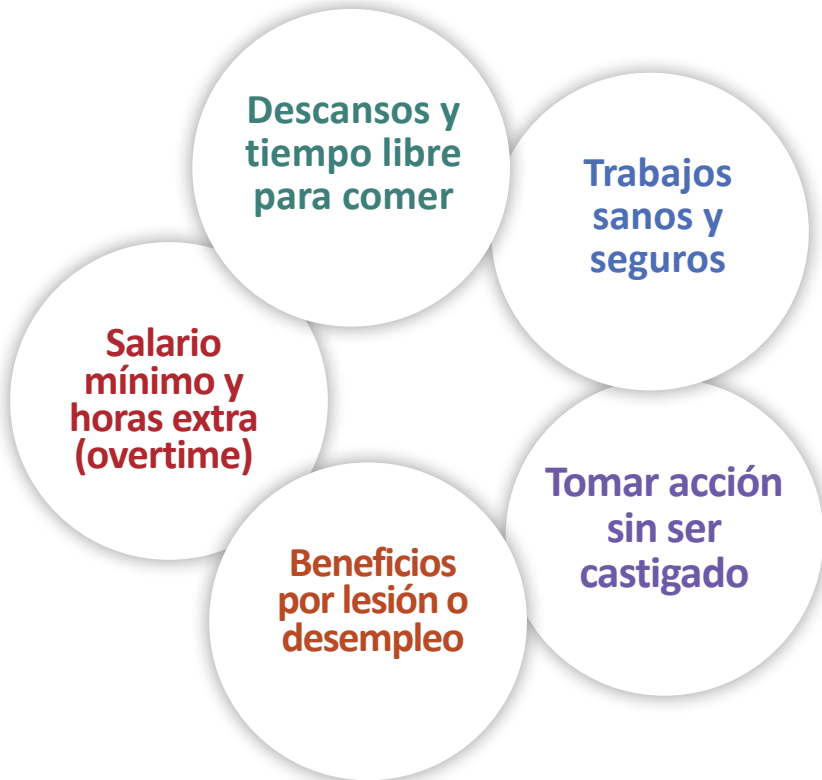 Descansos y
tiempo libre
para comer
Trabajos
sanos y
seguros
Salario
mínimo y
horas extra
(overtime)
Tomar acción
sin ser
castigado
Beneficios
por lesión o
desempleo